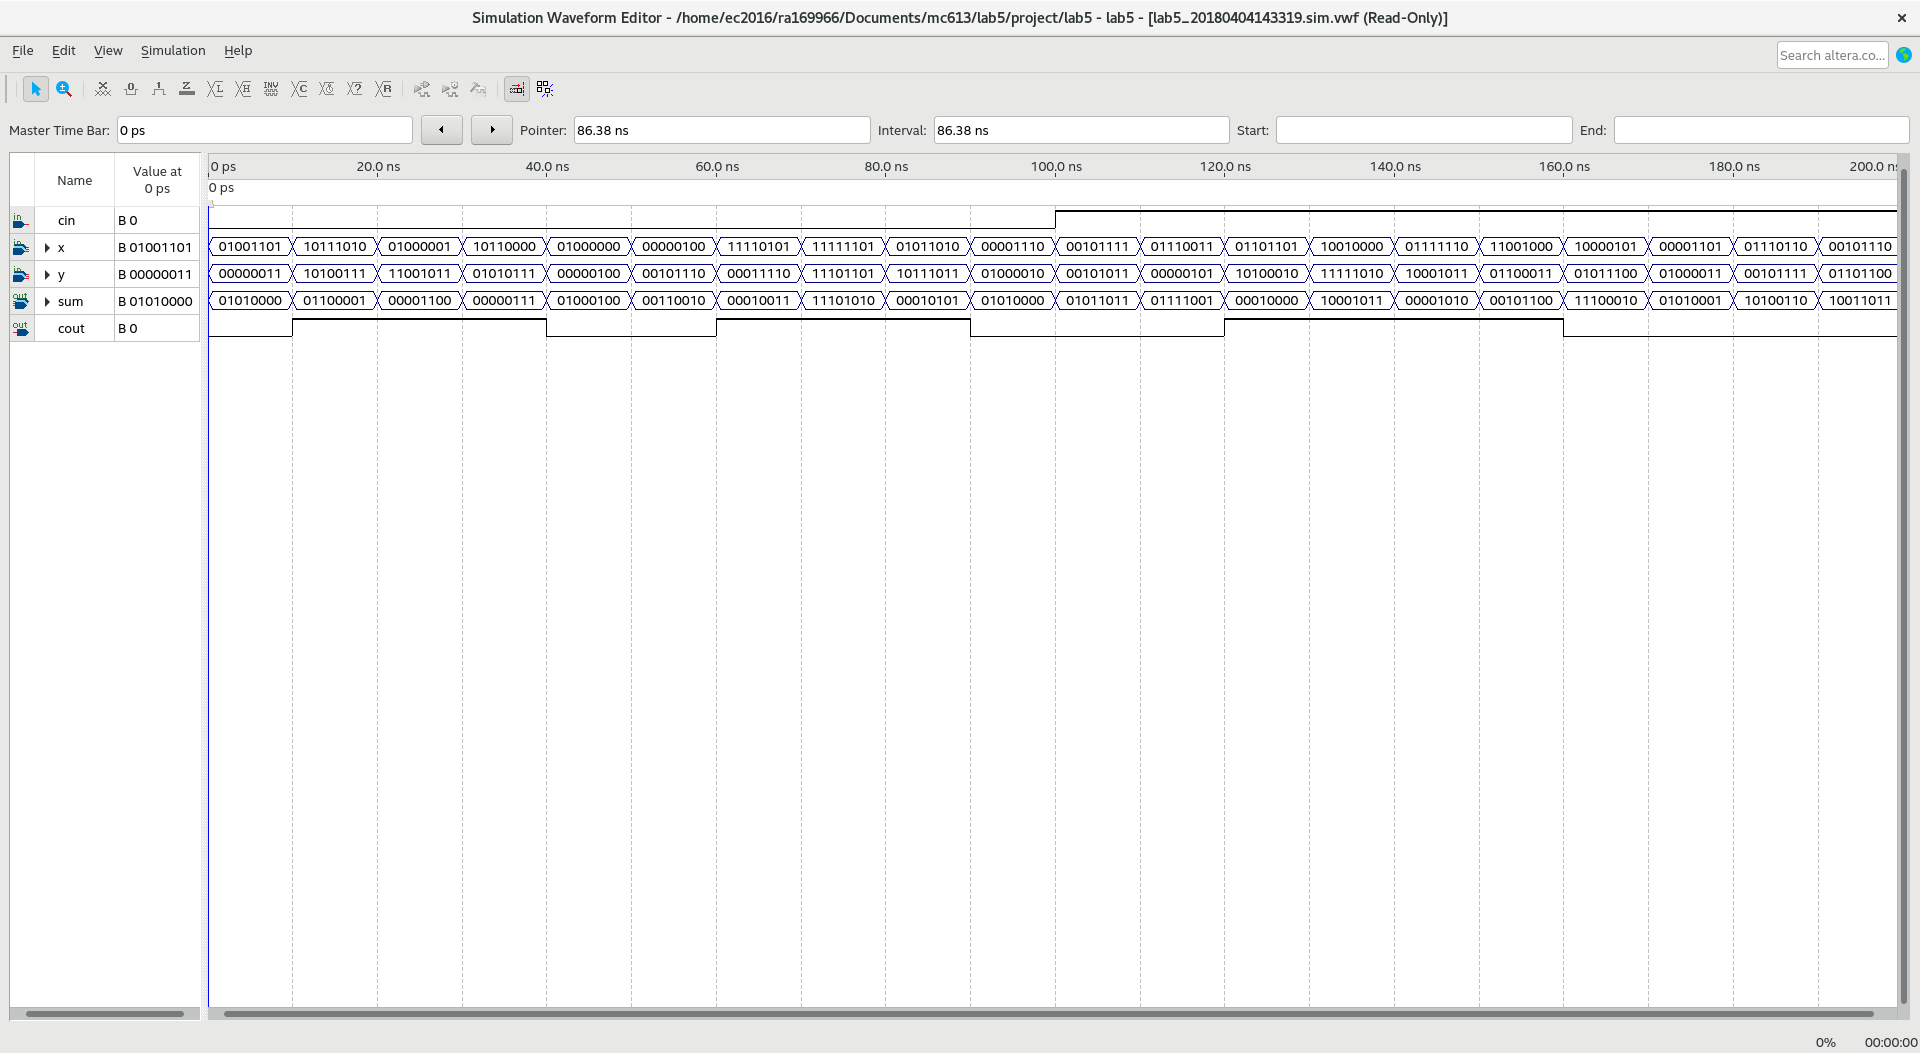 Simulation Waveform Editor - /home/ec2016/ra169966/Documents/mc613/lab5/project/lab5 - lab5 - [lab5_20180404143319.sim.vwf (Read-Only)]
File Edit View Simulation Help
Search altera.co...
Master Time Bar: 0 ps Pointer: 86.38 ns Interval: 86.38 ns Start: End:
Name Value at 0 ps
0 ps 20.0 ns 40.0 ns 60.0 ns 80.0 ns 100.0 ns 120.0 ns 140.0 ns 160.0 ns 180.0 ns 200.0 ns
0 ps
in cin B 0
in x B 01001101 01001101 10111010 01000001 10110000 01000000 00000100 11110101 11111101 01011010 00001110 00101111 01110011 01101101 10010000 01111110 11001000 10000101 00001101 01110110 00101110
in y B 00000011 00000011 10100111 11001011 01010111 00000100 00101110 00011110 11101101 10111011 01000010 00101011 00000101 10100010 11111010 10001011 01100011 01011100 01000011 00101111 01101100
out sum B 01010000 01010000 01100001 00001100 00000111 01000100 00110010 00010011 11101010 00010101 01010000 01011011 01111001 00010000 10001011 00001010 00101100 11100010 01010001 10100110 10011011
out cout B 0
0% 00:00:00